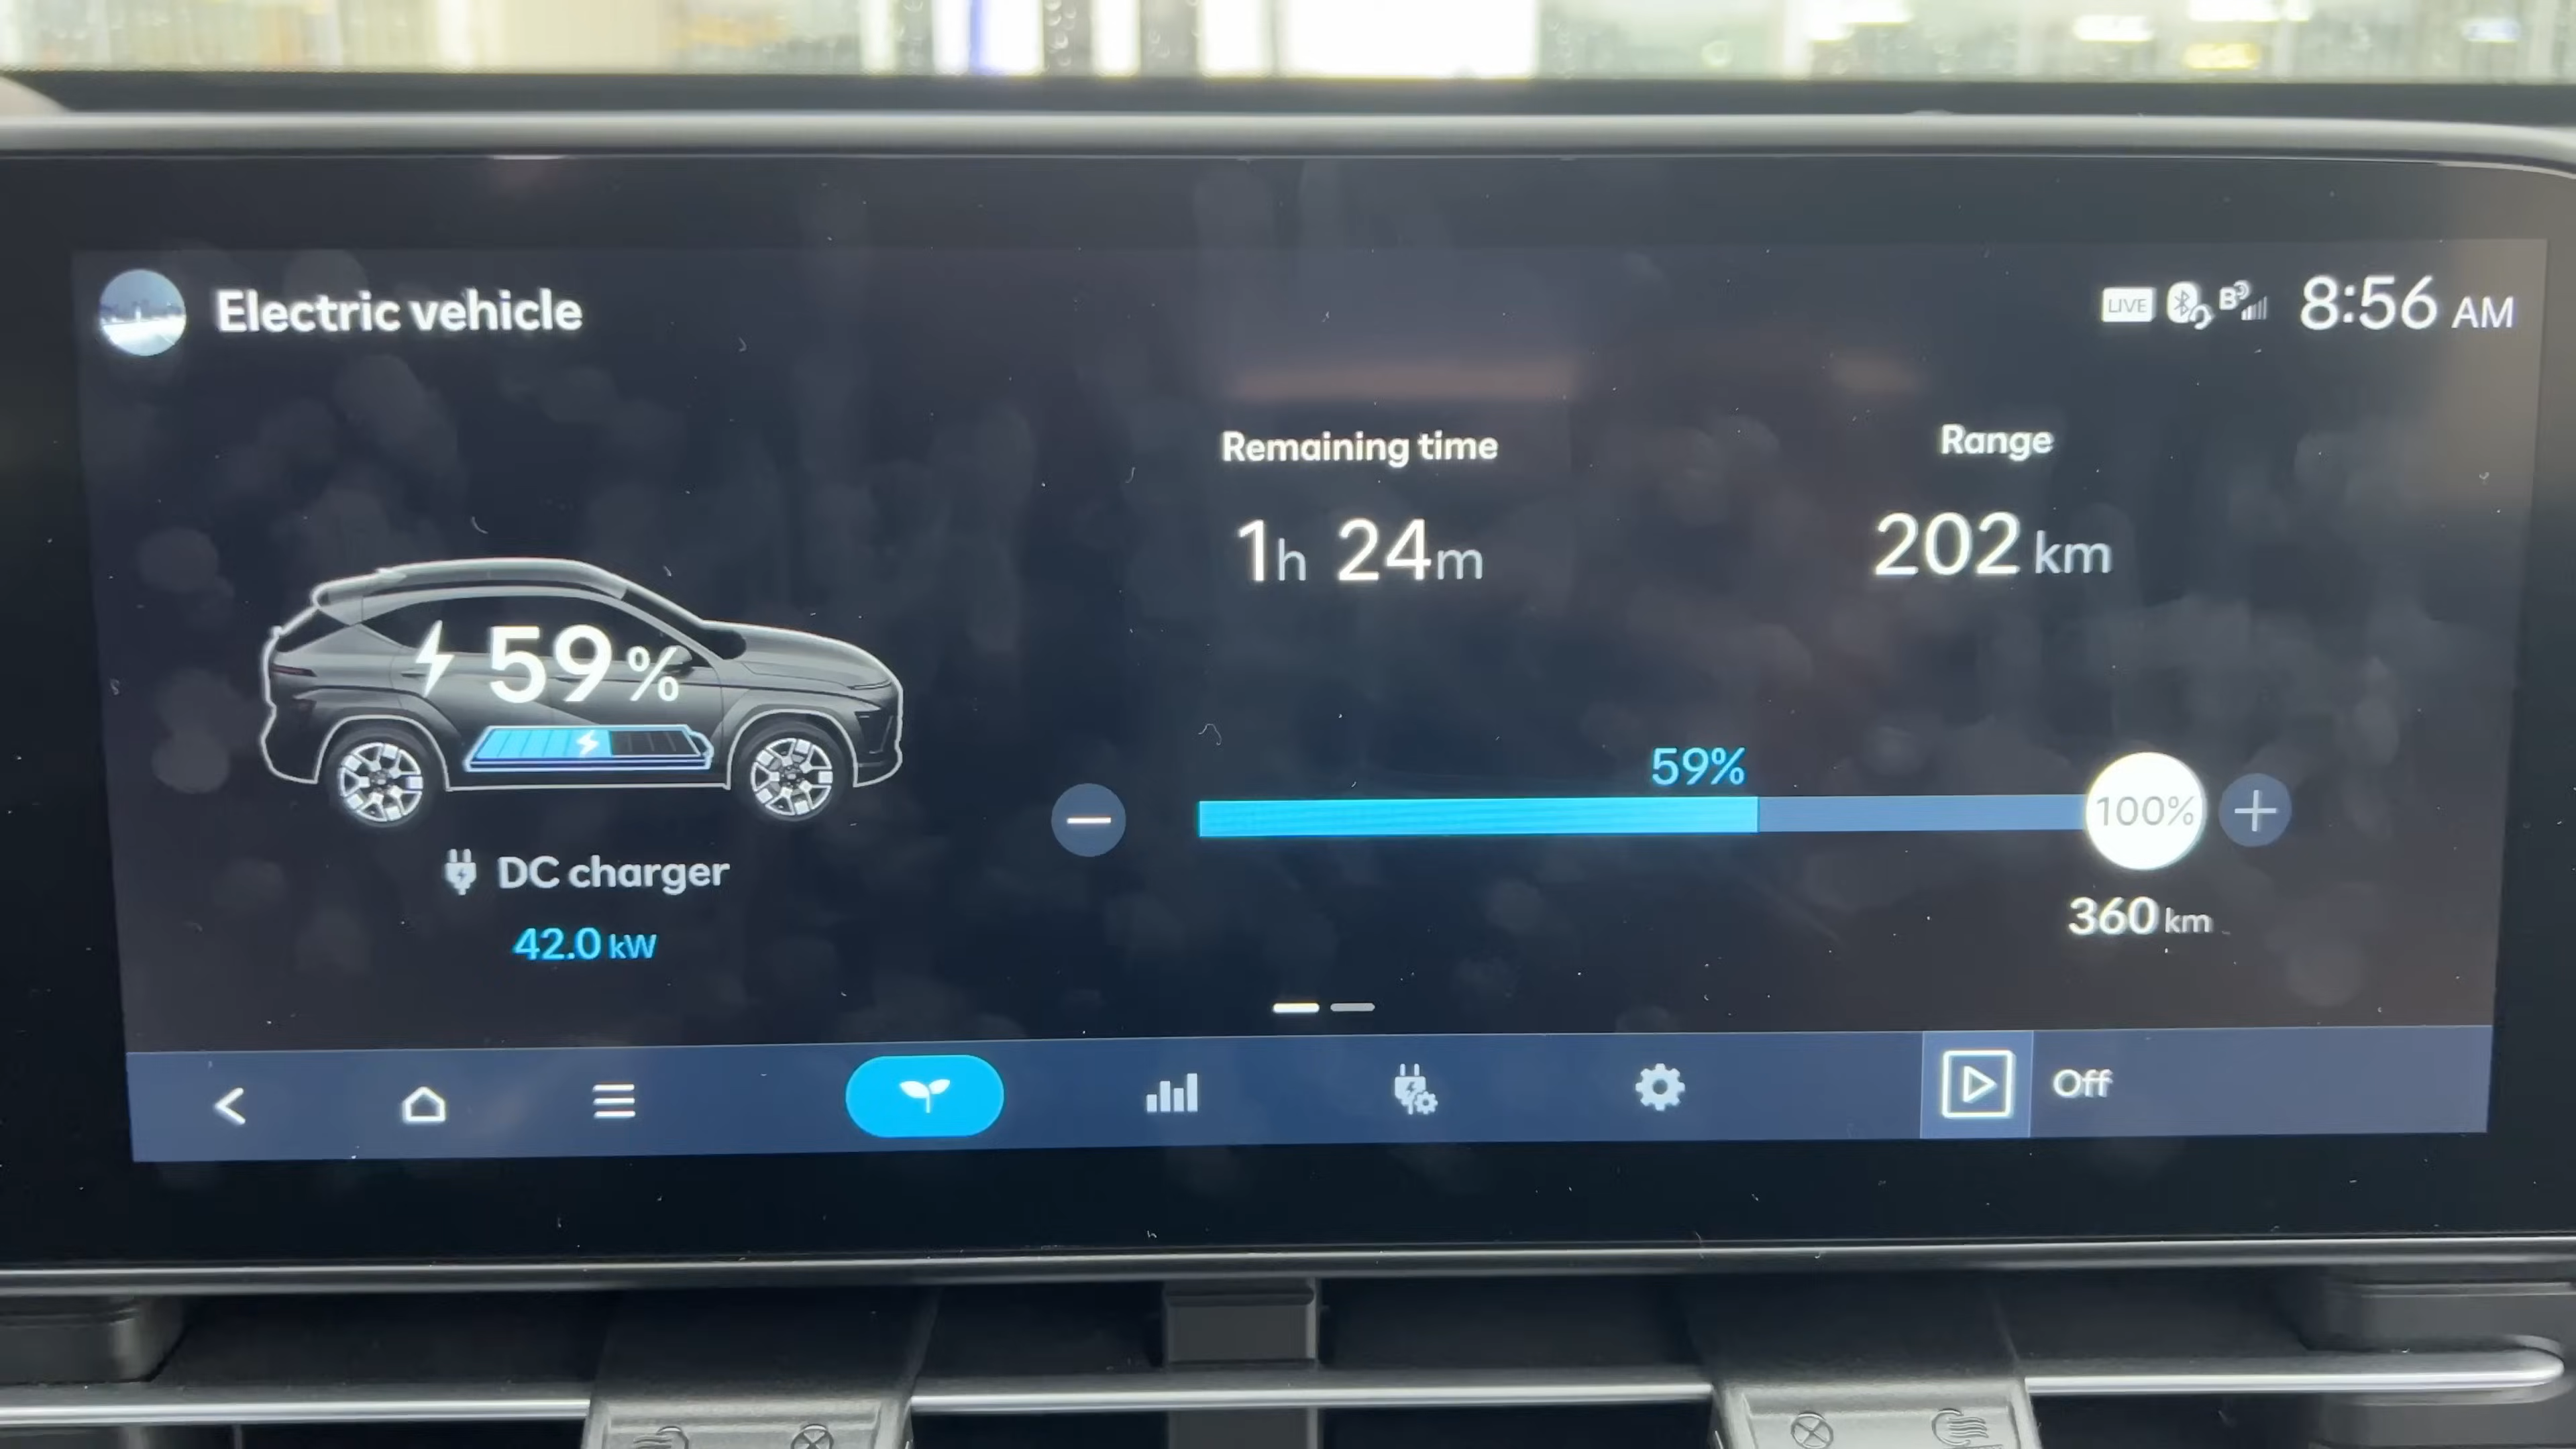 Electric vehicle
LIVE
8:56 AM
Remaining time
1h 24m
Range
202 km
59%
59%
100%
360 km
DC charger
42.0 kW
Off